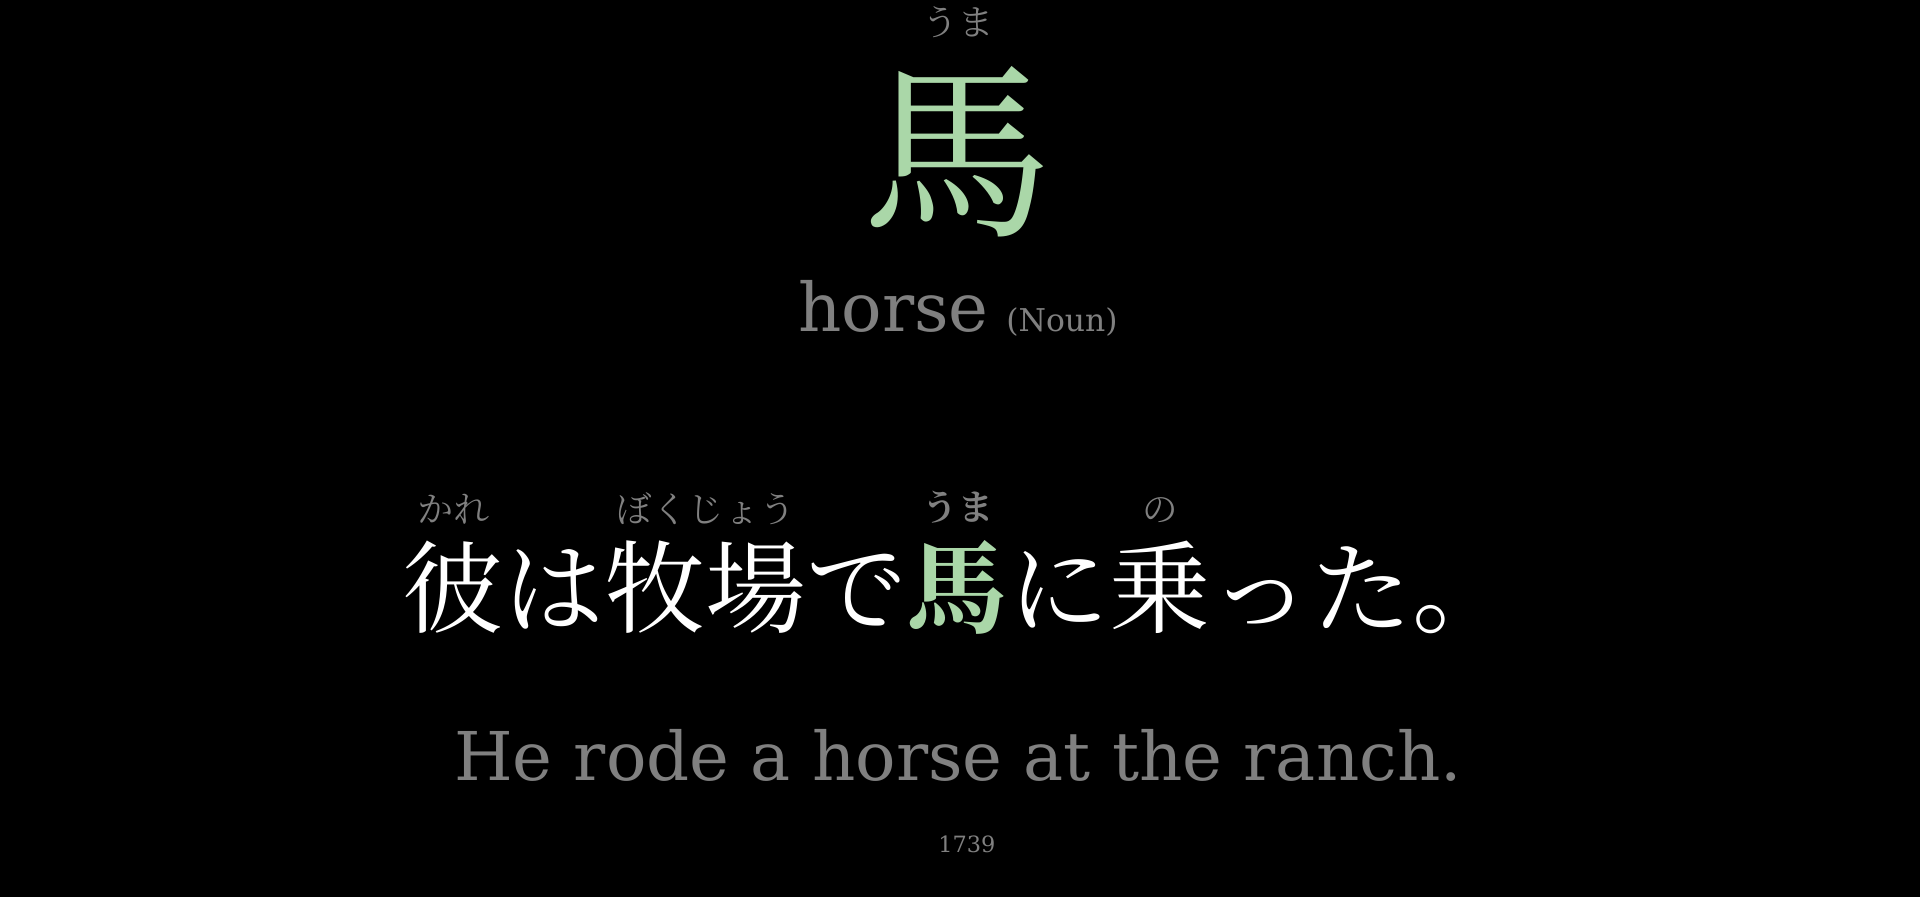 うま
馬
horse (Noun)
かれ ぼくじょう うま の
彼は牧場で馬に乗った。
He rode a horse at the ranch.
1739